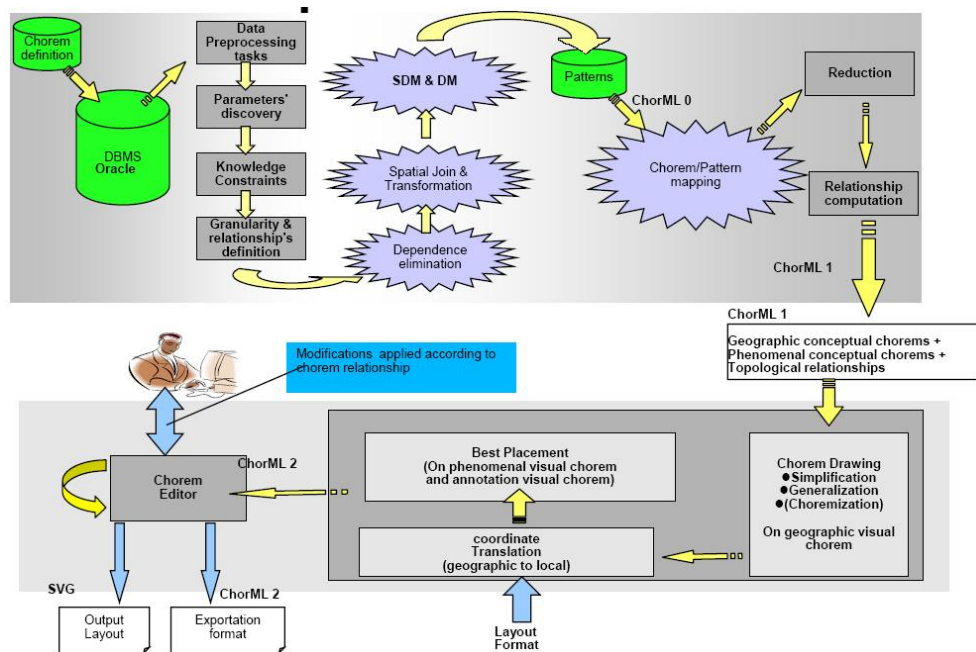 Chorem
definition
DBMS
Oracle
Data
Preprocessing
tasks
Parameters'
discovery
Knowledge
Constraints
Granularity &
relationship's
definition
SDM & DM
Spatial Join &
Transformation
Dependence
elimination
Patterns
ChorML 0
Chorem/Pattern
mapping
Reduction
Relationship
computation
ChorML 1
ChorML 1
Geographic conceptual chorems +
Phenomenal conceptual chorems +
Topological relationships
Modifications applied according to
chorem relationship
Chorem Drawing
●Simplification
●Generalization
●(Choremization)
On geographic visual
chorem
Best Placement
(On phenomenal visual chorem
and annotation visual chorem)
coordinate
Translation
(geographic to local)
Layout
Format
ChorML 2
Chorem
Editor
SVG
ChorML 2
Output
Layout
Exportation
format